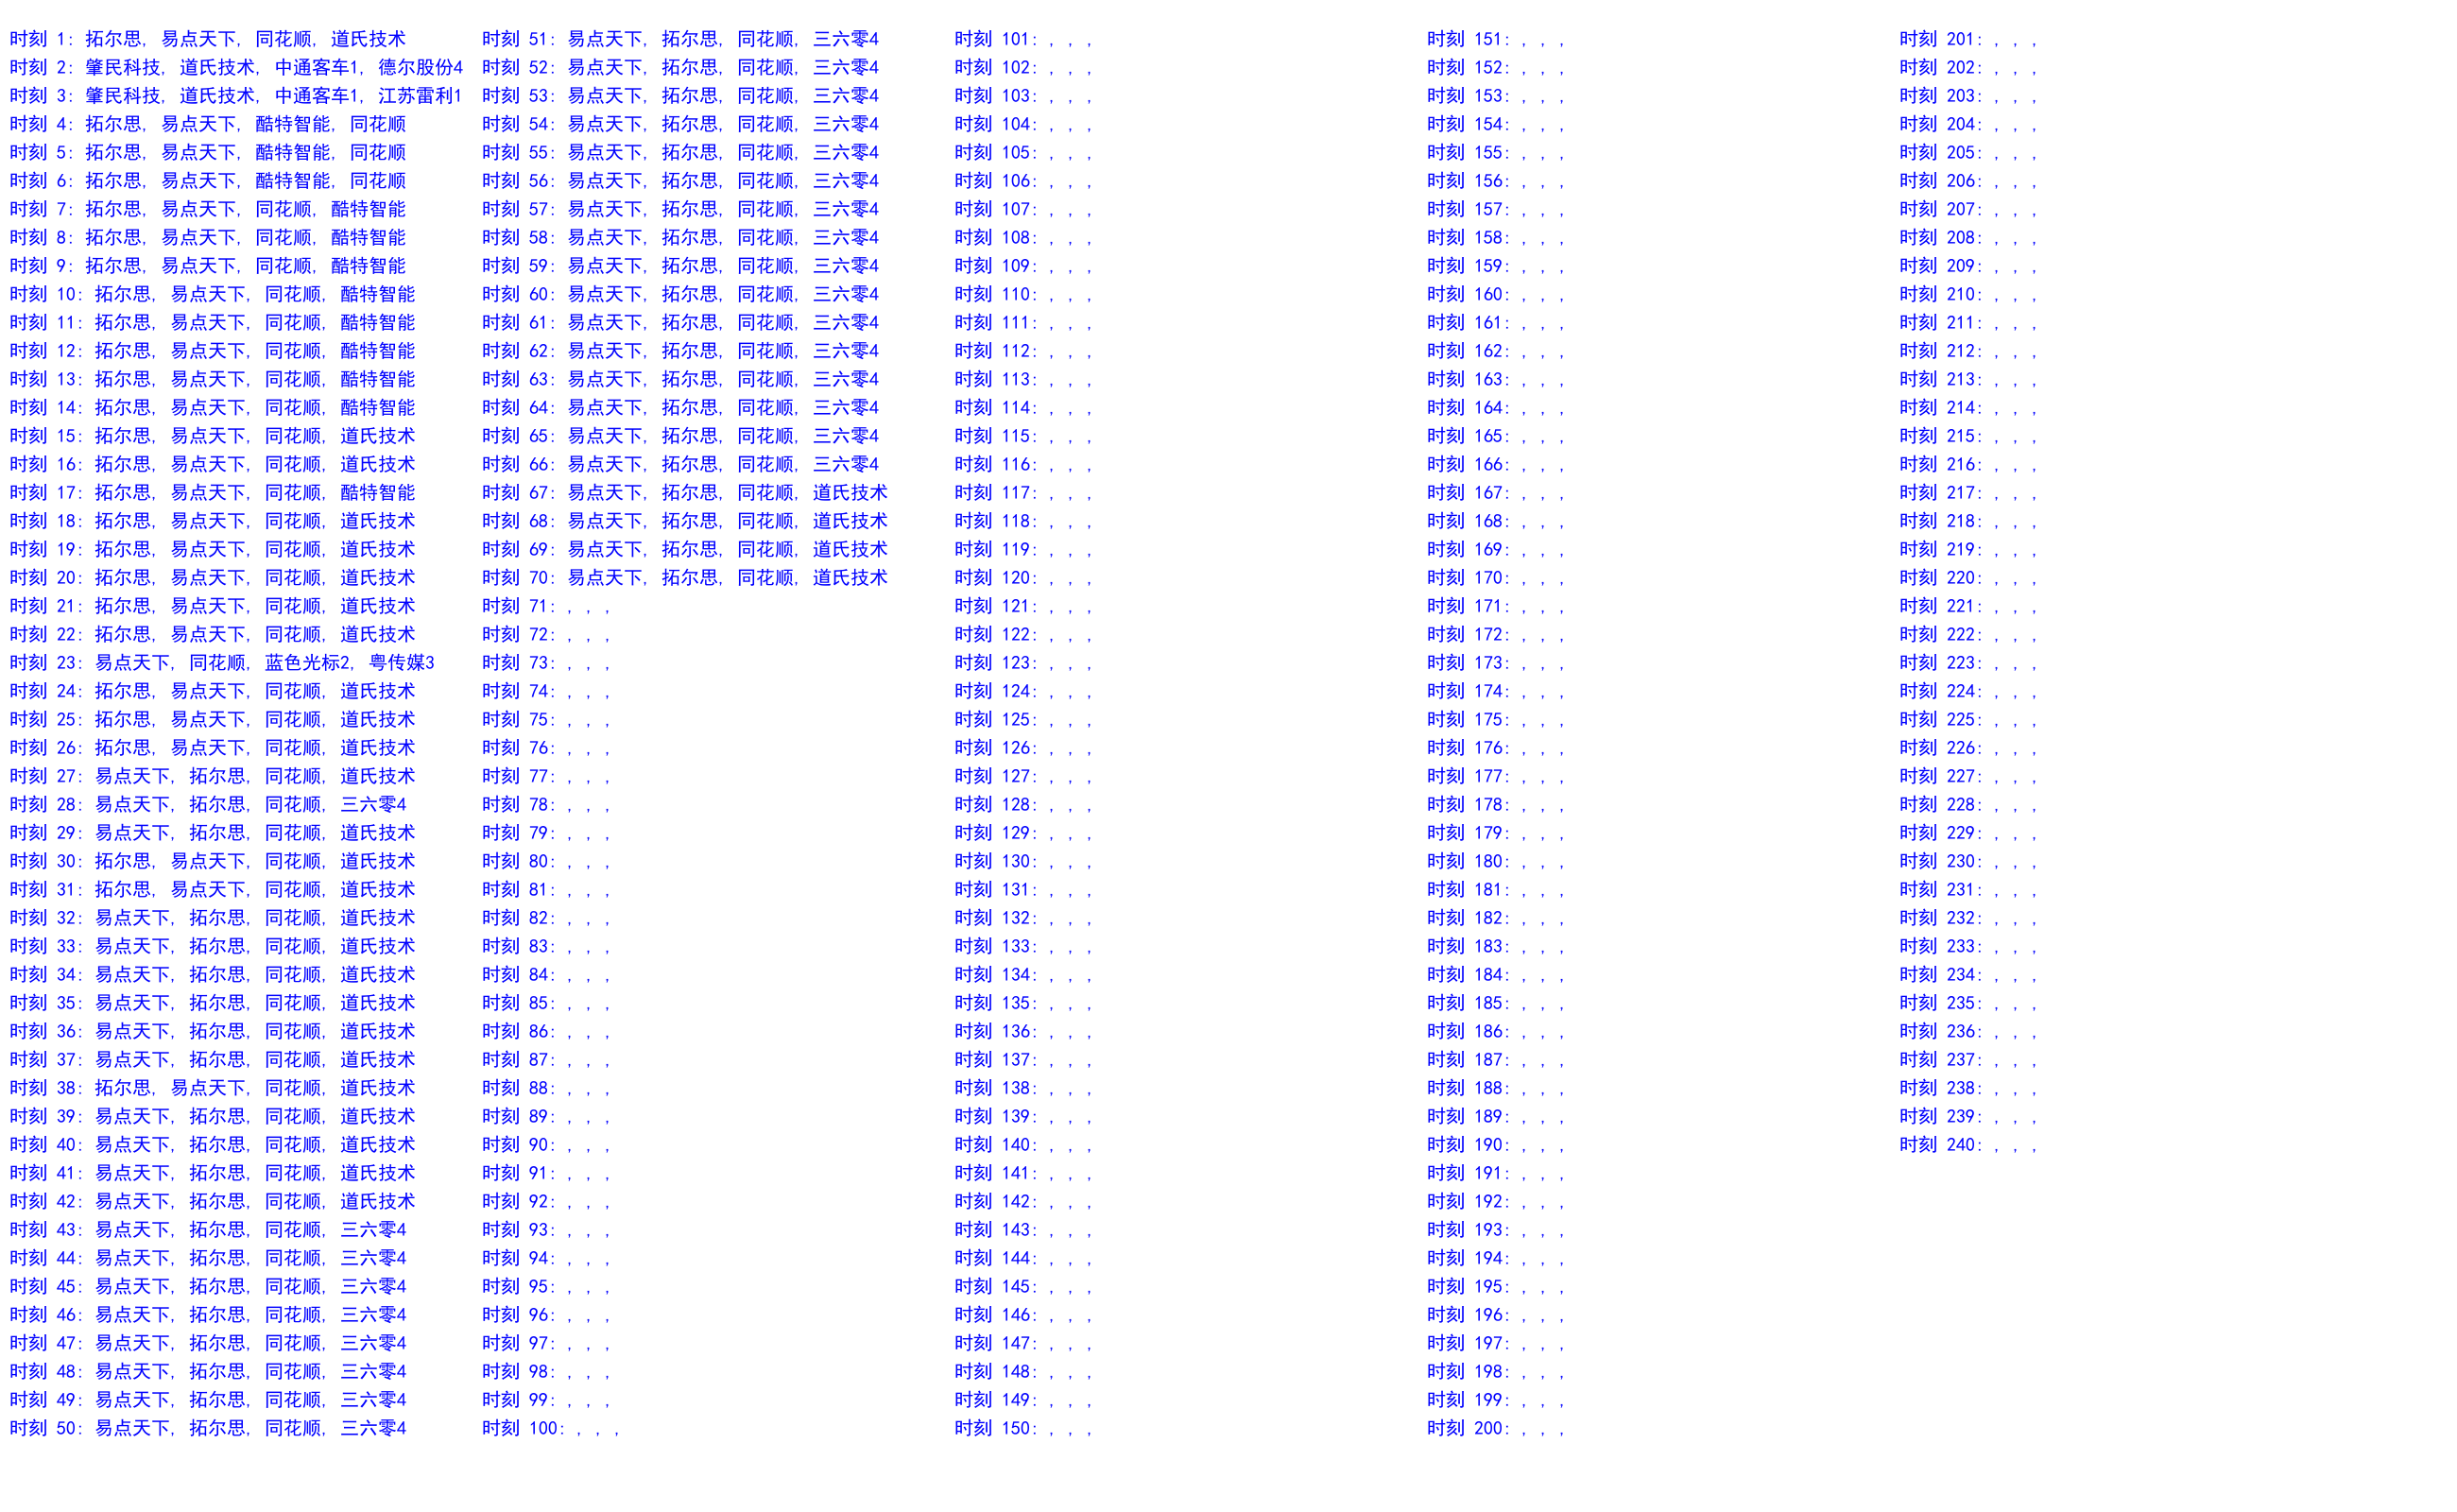 时刻 1: 拓尔思, 易点天下, 同花顺, 道氏技术
时刻 2: 肇民科技, 道氏技术, 中通客车1, 德尔股份4
时刻 3: 肇民科技, 道氏技术, 中通客车1, 江苏雷利1
时刻 4: 拓尔思, 易点天下, 酷特智能, 同花顺
时刻 5: 拓尔思, 易点天下, 酷特智能, 同花顺
时刻 6: 拓尔思, 易点天下, 酷特智能, 同花顺
时刻 7: 拓尔思, 易点天下, 同花顺, 酷特智能
时刻 8: 拓尔思, 易点天下, 同花顺, 酷特智能
时刻 9: 拓尔思, 易点天下, 同花顺, 酷特智能
时刻 10: 拓尔思, 易点天下, 同花顺, 酷特智能
时刻 11: 拓尔思, 易点天下, 同花顺, 酷特智能
时刻 12: 拓尔思, 易点天下, 同花顺, 酷特智能
时刻 13: 拓尔思, 易点天下, 同花顺, 酷特智能
时刻 14: 拓尔思, 易点天下, 同花顺, 酷特智能
时刻 15: 拓尔思, 易点天下, 同花顺, 道氏技术
时刻 16: 拓尔思, 易点天下, 同花顺, 道氏技术
时刻 17: 拓尔思, 易点天下, 同花顺, 酷特智能
时刻 18: 拓尔思, 易点天下, 同花顺, 道氏技术
时刻 19: 拓尔思, 易点天下, 同花顺, 道氏技术
时刻 20: 拓尔思, 易点天下, 同花顺, 道氏技术
时刻 21: 拓尔思, 易点天下, 同花顺, 道氏技术
时刻 22: 拓尔思, 易点天下, 同花顺, 道氏技术
时刻 23: 易点天下, 同花顺, 蓝色光标2, 粤传媒3
时刻 24: 拓尔思, 易点天下, 同花顺, 道氏技术
时刻 25: 拓尔思, 易点天下, 同花顺, 道氏技术
时刻 26: 拓尔思, 易点天下, 同花顺, 道氏技术
时刻 27: 易点天下, 拓尔思, 同花顺, 道氏技术
时刻 28: 易点天下, 拓尔思, 同花顺, 三六零4
时刻 29: 易点天下, 拓尔思, 同花顺, 道氏技术
时刻 30: 拓尔思, 易点天下, 同花顺, 道氏技术
时刻 31: 拓尔思, 易点天下, 同花顺, 道氏技术
时刻 32: 易点天下, 拓尔思, 同花顺, 道氏技术
时刻 33: 易点天下, 拓尔思, 同花顺, 道氏技术
时刻 34: 易点天下, 拓尔思, 同花顺, 道氏技术
时刻 35: 易点天下, 拓尔思, 同花顺, 道氏技术
时刻 36: 易点天下, 拓尔思, 同花顺, 道氏技术
时刻 37: 易点天下, 拓尔思, 同花顺, 道氏技术
时刻 38: 拓尔思, 易点天下, 同花顺, 道氏技术
时刻 39: 易点天下, 拓尔思, 同花顺, 道氏技术
时刻 40: 易点天下, 拓尔思, 同花顺, 道氏技术
时刻 41: 易点天下, 拓尔思, 同花顺, 道氏技术
时刻 42: 易点天下, 拓尔思, 同花顺, 道氏技术
时刻 43: 易点天下, 拓尔思, 同花顺, 三六零4
时刻 44: 易点天下, 拓尔思, 同花顺, 三六零4
时刻 45: 易点天下, 拓尔思, 同花顺, 三六零4
时刻 46: 易点天下, 拓尔思, 同花顺, 三六零4
时刻 47: 易点天下, 拓尔思, 同花顺, 三六零4
时刻 48: 易点天下, 拓尔思, 同花顺, 三六零4
时刻 49: 易点天下, 拓尔思, 同花顺, 三六零4
时刻 50: 易点天下, 拓尔思, 同花顺, 三六零4
时刻 51: 易点天下, 拓尔思, 同花顺, 三六零4
时刻 52: 易点天下, 拓尔思, 同花顺, 三六零4
时刻 53: 易点天下, 拓尔思, 同花顺, 三六零4
时刻 54: 易点天下, 拓尔思, 同花顺, 三六零4
时刻 55: 易点天下, 拓尔思, 同花顺, 三六零4
时刻 56: 易点天下, 拓尔思, 同花顺, 三六零4
时刻 57: 易点天下, 拓尔思, 同花顺, 三六零4
时刻 58: 易点天下, 拓尔思, 同花顺, 三六零4
时刻 59: 易点天下, 拓尔思, 同花顺, 三六零4
时刻 60: 易点天下, 拓尔思, 同花顺, 三六零4
时刻 61: 易点天下, 拓尔思, 同花顺, 三六零4
时刻 62: 易点天下, 拓尔思, 同花顺, 三六零4
时刻 63: 易点天下, 拓尔思, 同花顺, 三六零4
时刻 64: 易点天下, 拓尔思, 同花顺, 三六零4
时刻 65: 易点天下, 拓尔思, 同花顺, 三六零4
时刻 66: 易点天下, 拓尔思, 同花顺, 三六零4
时刻 67: 易点天下, 拓尔思, 同花顺, 道氏技术
时刻 68: 易点天下, 拓尔思, 同花顺, 道氏技术
时刻 69: 易点天下, 拓尔思, 同花顺, 道氏技术
时刻 70: 易点天下, 拓尔思, 同花顺, 道氏技术
时刻 71: , , ,
时刻 72: , , ,
时刻 73: , , ,
时刻 74: , , ,
时刻 75: , , ,
时刻 76: , , ,
时刻 77: , , ,
时刻 78: , , ,
时刻 79: , , ,
时刻 80: , , ,
时刻 81: , , ,
时刻 82: , , ,
时刻 83: , , ,
时刻 84: , , ,
时刻 85: , , ,
时刻 86: , , ,
时刻 87: , , ,
时刻 88: , , ,
时刻 89: , , ,
时刻 90: , , ,
时刻 91: , , ,
时刻 92: , , ,
时刻 93: , , ,
时刻 94: , , ,
时刻 95: , , ,
时刻 96: , , ,
时刻 97: , , ,
时刻 98: , , ,
时刻 99: , , ,
时刻 100: , , ,
时刻 101: , , ,
时刻 102: , , ,
时刻 103: , , ,
时刻 104: , , ,
时刻 105: , , ,
时刻 106: , , ,
时刻 107: , , ,
时刻 108: , , ,
时刻 109: , , ,
时刻 110: , , ,
时刻 111: , , ,
时刻 112: , , ,
时刻 113: , , ,
时刻 114: , , ,
时刻 115: , , ,
时刻 116: , , ,
时刻 117: , , ,
时刻 118: , , ,
时刻 119: , , ,
时刻 120: , , ,
时刻 121: , , ,
时刻 122: , , ,
时刻 123: , , ,
时刻 124: , , ,
时刻 125: , , ,
时刻 126: , , ,
时刻 127: , , ,
时刻 128: , , ,
时刻 129: , , ,
时刻 130: , , ,
时刻 131: , , ,
时刻 132: , , ,
时刻 133: , , ,
时刻 134: , , ,
时刻 135: , , ,
时刻 136: , , ,
时刻 137: , , ,
时刻 138: , , ,
时刻 139: , , ,
时刻 140: , , ,
时刻 141: , , ,
时刻 142: , , ,
时刻 143: , , ,
时刻 144: , , ,
时刻 145: , , ,
时刻 146: , , ,
时刻 147: , , ,
时刻 148: , , ,
时刻 149: , , ,
时刻 150: , , ,
时刻 151: , , ,
时刻 152: , , ,
时刻 153: , , ,
时刻 154: , , ,
时刻 155: , , ,
时刻 156: , , ,
时刻 157: , , ,
时刻 158: , , ,
时刻 159: , , ,
时刻 160: , , ,
时刻 161: , , ,
时刻 162: , , ,
时刻 163: , , ,
时刻 164: , , ,
时刻 165: , , ,
时刻 166: , , ,
时刻 167: , , ,
时刻 168: , , ,
时刻 169: , , ,
时刻 170: , , ,
时刻 171: , , ,
时刻 172: , , ,
时刻 173: , , ,
时刻 174: , , ,
时刻 175: , , ,
时刻 176: , , ,
时刻 177: , , ,
时刻 178: , , ,
时刻 179: , , ,
时刻 180: , , ,
时刻 181: , , ,
时刻 182: , , ,
时刻 183: , , ,
时刻 184: , , ,
时刻 185: , , ,
时刻 186: , , ,
时刻 187: , , ,
时刻 188: , , ,
时刻 189: , , ,
时刻 190: , , ,
时刻 191: , , ,
时刻 192: , , ,
时刻 193: , , ,
时刻 194: , , ,
时刻 195: , , ,
时刻 196: , , ,
时刻 197: , , ,
时刻 198: , , ,
时刻 199: , , ,
时刻 200: , , ,
时刻 201: , , ,
时刻 202: , , ,
时刻 203: , , ,
时刻 204: , , ,
时刻 205: , , ,
时刻 206: , , ,
时刻 207: , , ,
时刻 208: , , ,
时刻 209: , , ,
时刻 210: , , ,
时刻 211: , , ,
时刻 212: , , ,
时刻 213: , , ,
时刻 214: , , ,
时刻 215: , , ,
时刻 216: , , ,
时刻 217: , , ,
时刻 218: , , ,
时刻 219: , , ,
时刻 220: , , ,
时刻 221: , , ,
时刻 222: , , ,
时刻 223: , , ,
时刻 224: , , ,
时刻 225: , , ,
时刻 226: , , ,
时刻 227: , , ,
时刻 228: , , ,
时刻 229: , , ,
时刻 230: , , ,
时刻 231: , , ,
时刻 232: , , ,
时刻 233: , , ,
时刻 234: , , ,
时刻 235: , , ,
时刻 236: , , ,
时刻 237: , , ,
时刻 238: , , ,
时刻 239: , , ,
时刻 240: , , ,